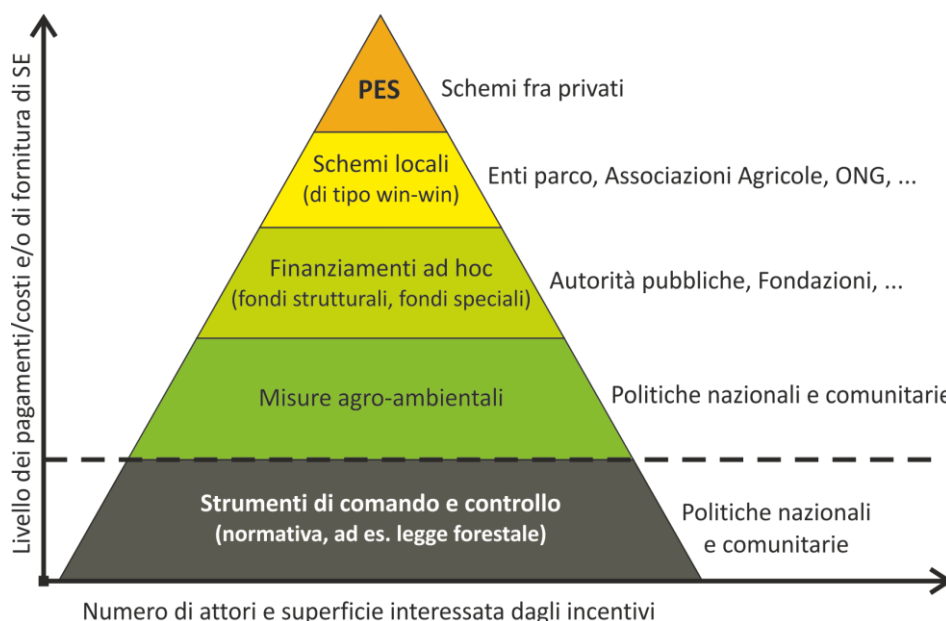 Livello dei pagamenti/costi e/o di fornitura di SE
PES
Schemi fra privati
Schemi locali
(di tipo win-win)
Enti parco, Associazioni Agricole, ONG, ...
Finanziamenti ad hoc
(fondi strutturali, fondi speciali)
Autorità pubbliche, Fondazioni, ...
Misure agro-ambientali
Politiche nazionali e comunitarie
Strumenti di comando e controllo
(normativa, ad es. legge forestale)
Politiche nazionali
e comunitarie
Numero di attori e superficie interessata dagli incentivi